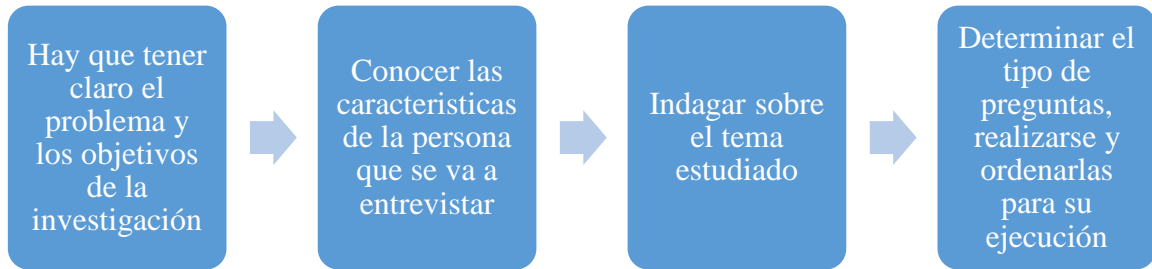 Hay que tener
claro el
problema y
los objetivos
de la
investigación
Conocer las
caracteristicas
de la persona
que se va a
entrevistar
Indagar sobre
el tema
estudiado
Determinar el
tipo de
preguntas,
realizarse y
ordenarlas
para su
ejecución